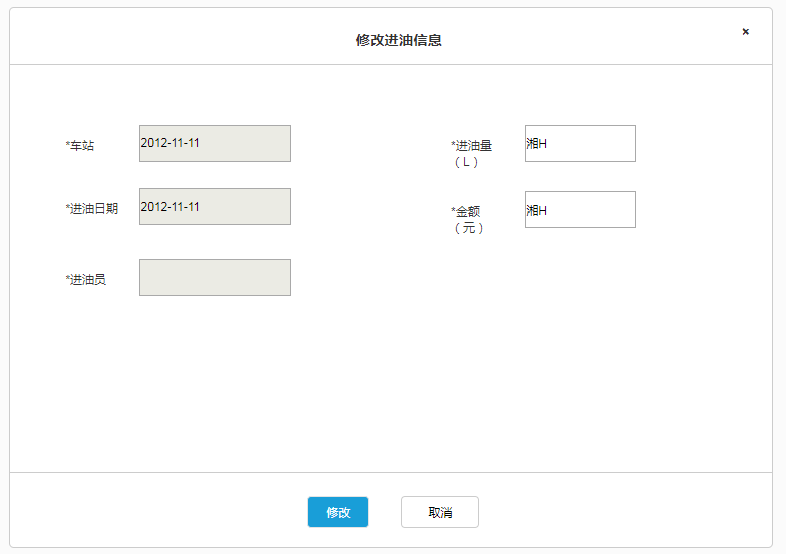 修改进油信息
×
*车站
2012-11-11
*进油量
（L）
湘H
*进油日期
2012-11-11
*金额
（元）
湘H
*进油员
修改
取消